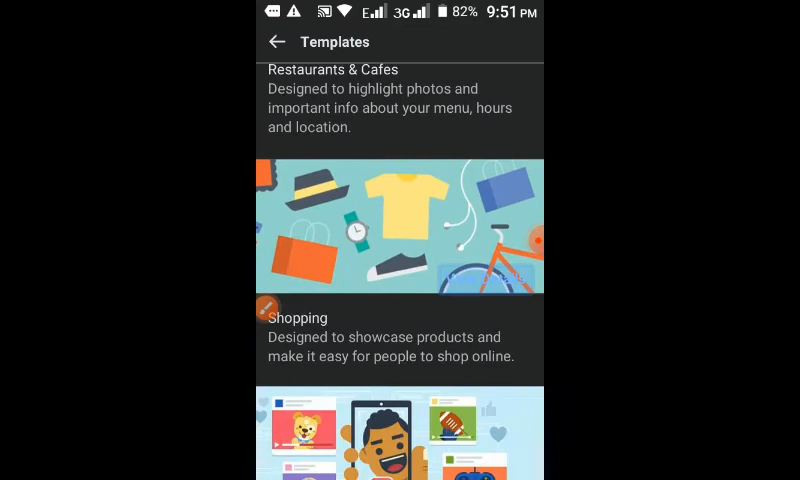 E 3G 82% 9:51 PM
Templates
Restaurants & Cafes
Designed to highlight photos and
important info about your menu, hours
and location.
Shopping
Designed to showcase products and
make it easy for people to shop online.